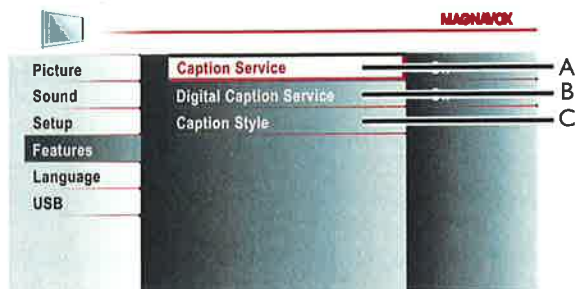 MAGNAVOX
Picture
Sound
Setup
Features
Language
USB
Caption Service
Digital Caption Service
Caption Style
A
B
C